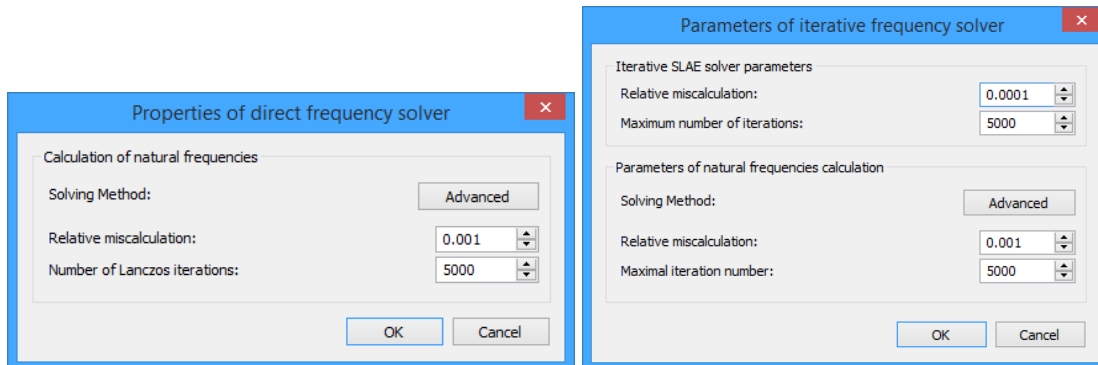 Properties of direct frequency solver
Calculation of natural frequencies
Solving Method: Advanced
Relative miscalculation: 0.001
Number of Lanczos iterations: 5000
OK Cancel
Parameters of iterative frequency solver
Iterative SLAE solver parameters
Relative miscalculation: 0.0001
Maximum number of iterations: 5000
Parameters of natural frequencies calculation
Solving Method: Advanced
Relative miscalculation: 0.001
Maximal iteration number: 5000
OK Cancel